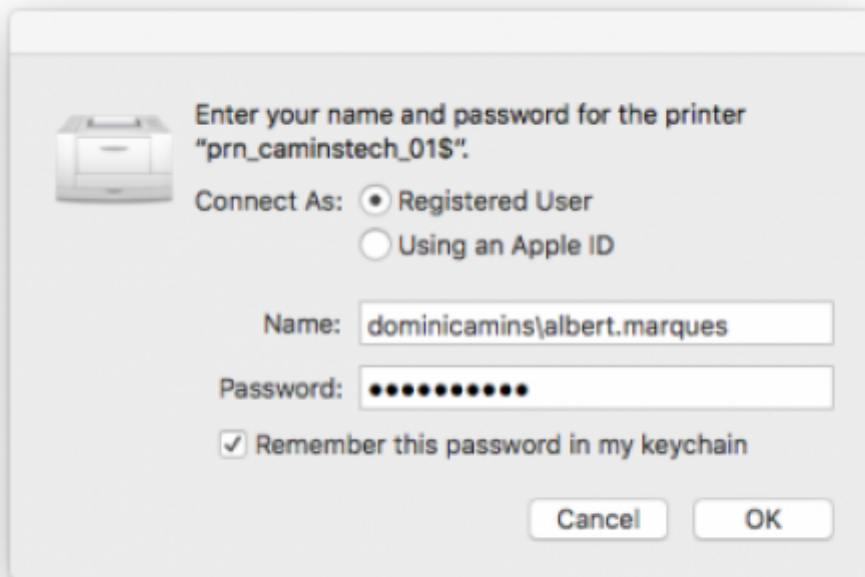 Enter your name and password for the printer
“prn_caminstech_01$”.
Connect As: Registered User
Using an Apple ID
Name: dominicamins\albert.marques
Password: ••••••••••
Remember this password in my keychain
Cancel OK